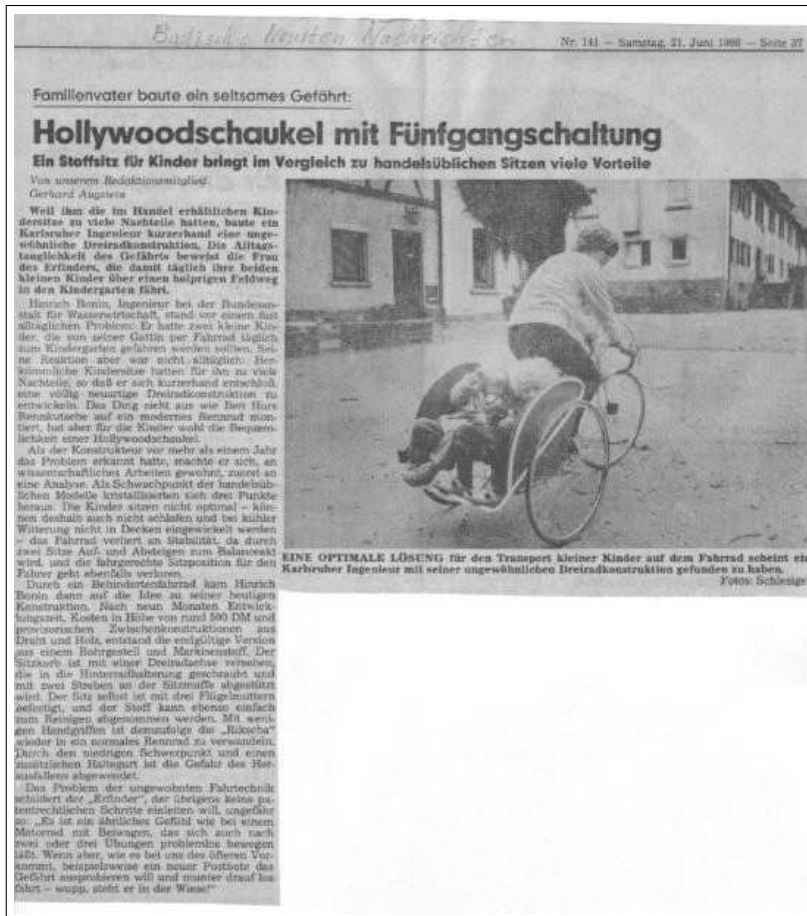 Badische Neuesten Nachrichten
Nr. 141 — Samstag, 21. Juni 1986 — Seite 37
Familienvater baute ein seltsames Gefährt:
Hollywoodschaukel mit Fünfgangschaltung
Ein Stoffsitz für Kinder bringt im Vergleich zu handelsüblichen Sitzen viele Vorteile
Von unserem Redaktionsmitglied
Gerhard Augstein
Weil ihm die im Handel erhältlichen Kin-
dersitze zu viele Nachteile hatten, baute ein
Karlsruher Ingenieur kurzerhand eine unge-
wöhnliche Dreiradkonstruktion. Die Alltags-
tauglichkeit des Gefährts beweist die Frau
des Erfinders, die damit täglich ihre beiden
kleinen Kinder über einen holprigen Feldweg
in den Kindergarten fährt.
Hinrich Bonin, Ingenieur bei der Bundesan-
stalt für Wasserwirtschaft, stand vor einem fast
alltäglichen Problem: Er hatte zwei kleine Kin-
der, die von seiner Gattin per Fahrrad täglich
zum Kindergarten gefahren werden sollten. Sei-
ne Reaktion aber war nicht alltäglich: Her-
kömmliche Kindersitze hatten für ihn zu viele
Nachteile, so daß er sich kurzerhand entschloß,
eine völlig neuartige Dreiradkonstruktion zu
entwickeln. Das Ding sieht aus wie Ben Hurs
Rennkutsche auf ein modernes Rennrad mon-
tiert, hat aber für die Kinder wohl die Bequem-
lichkeit einer Hollywoodschaukel.
Als der Konstrukteur vor mehr als einem Jahr
das Problem erkannt hatte, machte er sich, an
wissenschaftliches Arbeiten gewohnt, zuerst an
eine Analyse. Als Schwachpunkt der handelsüb-
lichen Modelle kristallisierten sich drei Punkte
heraus: Die Kinder sitzen nicht optimal – kön-
nen deshalb auch nicht schlafen und bei kühler
Witterung nicht in Decken eingewickelt werden
– das Fahrrad verliert an Stabilität, da durch
zwei Sitze Auf- und Absteigen zum Balanceakt
wird, und die fahrgerechte Sitzposition für den
Fahrer geht ebenfalls verloren.
Durch ein Behindertenfahrrad kam Hinrich
Bonin dann auf die Idee zu seiner heutigen
Konstruktion. Nach neun Monaten Entwick-
lungszeit, Kosten in Höhe von rund 500 DM und
provisorischen Zwischenkonstruktionen aus
Draht und Holz, entstand die endgültige Version
aus einem Rohrgestell und Markisenstoff. Der
Sitzkorb ist mit einer Dreiradachse versehen,
die in die Hinterradhalterung geschraubt und
mit zwei Streben an der Sitzmuffe abgestützt
wird. Der Sitz selbst ist mit drei Flügelmuttern
befestigt, und der Stoff kann ebenso einfach
zum Reinigen abgenommen werden. Mit weni-
gen Handgriffen ist demzufolge die „Rikscha"
wieder in ein normales Rennrad zu verwandeln.
Durch den niedrigen Schwerpunkt und einen
zusätzlichen Haltegurt ist die Gefahr des Her-
ausfallens abgewendet.
Das Problem der ungewohnten Fahrtechnik
schildert der „Erfinder", der übrigens keine pa-
tentrechtlichen Schritte einleiten will, ungefähr
so: „Es ist ein ähnliches Gefühl wie bei einem
Motorrad mit Beiwagen, das sich auch nach
zwei oder drei Übungen problemlos bewegen
läßt. Wenn aber, wie es bei uns des öfteren Vor-
kommt, beispielsweise ein neuer Postbote das
Gefährt ausprobieren will und munter drauf los
fährt – wupp, steht er in der Wiese!"
EINE OPTIMALE LÖSUNG für den Transport kleiner Kinder auf dem Fahrrad scheint ein
Karlsruher Ingenieur mit seiner ungewöhnlichen Dreiradkonstruktion gefunden zu haben.
Fotos: Schlesiger